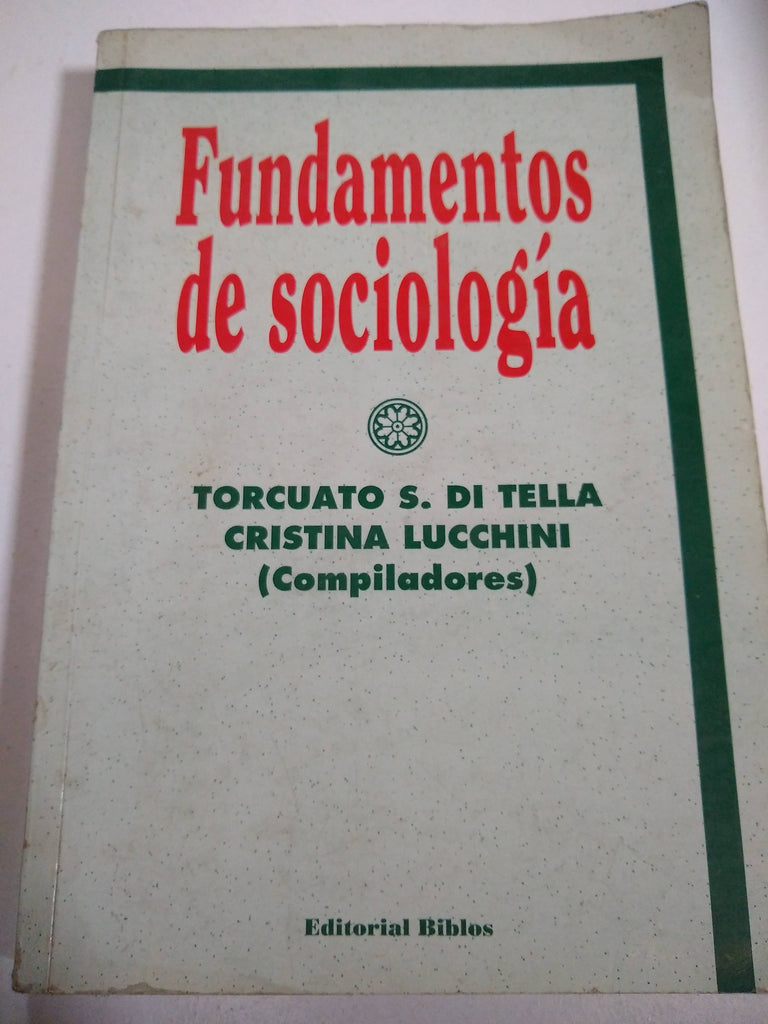 Fundamentos
de sociología
TORCUATO S. DI TELLA
CRISTINA LUCCHINI
(Compiladores)
Editorial Biblos